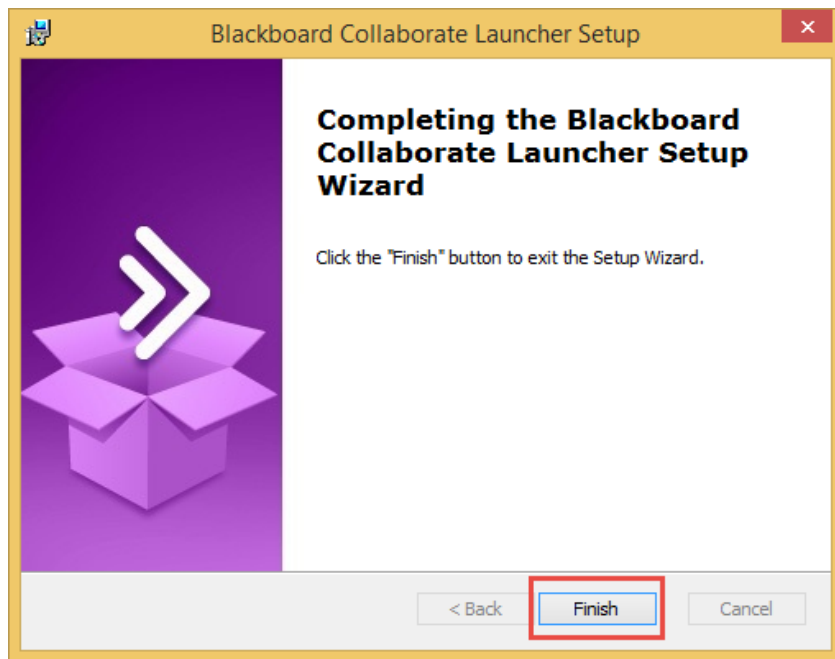 Blackboard Collaborate Launcher Setup
Completing the Blackboard
Collaborate Launcher Setup
Wizard
Click the "Finish" button to exit the Setup Wizard.
< Back
Finish
Cancel